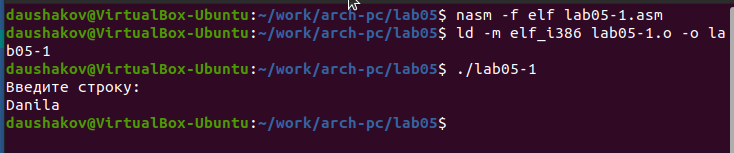 daushakov@VirtualBox-Ubuntu:~/work/arch-pc/lab05$ nasm -f elf lab05-1.asm
daushakov@VirtualBox-Ubuntu:~/work/arch-pc/lab05$ ld -m elf_i386 lab05-1.o -o la
b05-1
daushakov@VirtualBox-Ubuntu:~/work/arch-pc/lab05$ ./lab05-1
Введите строку:
Danila
daushakov@VirtualBox-Ubuntu:~/work/arch-pc/lab05$